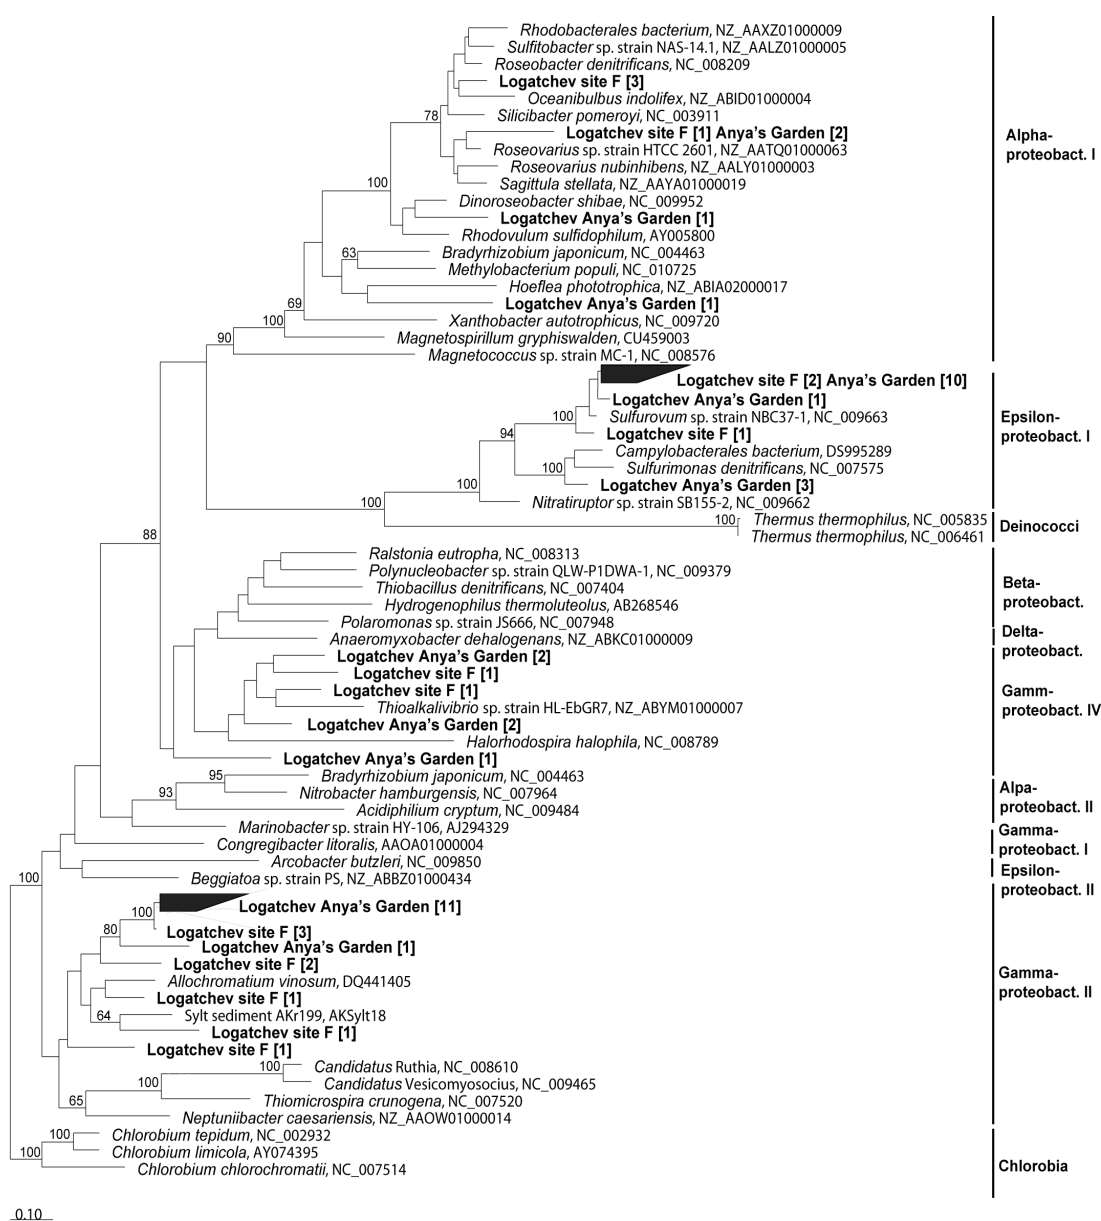 Rhodobacterales bacterium, NZ_AAXZ01000009
Sulfitobacter sp. strain NAS-14.1, NZ_AALZ01000005
Roseobacter denitrificans, NC_008209
Logatchev site F [3]
Oceanibulbus indolifex, NZ_ABID01000004
Silicibacter pomeroyi, NC_003911
78
Logatchev site F [1] Anya's Garden [2]
Alpha-
proteobact. I
Roseovarius sp. strain HTCC 2601, NZ_AATQ01000063
Roseovarius nubinhibens, NZ_AALY01000003
100
Sagittula stellata, NZ_AAYA01000019
Dinoroseobacter shibae, NC_009952
Logatchev Anya's Garden [1]
Rhodovulum sulfidophilum, AY005800
63
Bradyrhizobium japonicum, NC_004463
Methylobacterium populi, NC_010725
Hoeflea phototrophica, NZ_ABIA02000017
69
Logatchev Anya's Garden [1]
100
Xanthobacter autotrophicus, NC_009720
90
Magnetospirillum gryphiswalden, CU459003
Magnetococcus sp. strain MC-1, NC_008576
Logatchev site F [2] Anya's Garden [10]
Logatchev Anya's Garden [1]
100
Sulfurovum sp. strain NBC37-1, NC_009663
Epsilon-
proteobact. I
94
Logatchev site F [1]
Campylobacterales bacterium, DS995289
100
Sulfurimonas denitrificans, NC_007575
100
Logatchev Anya's Garden [3]
100
Nitratiruptor sp. strain SB155-2, NC_009662
100
Thermus thermophilus, NC_005835
Deinococci
88
Thermus thermophilus, NC_006461
Ralstonia eutropha, NC_008313
Polynucleobacter sp. strain QLW-P1DWA-1, NC_009379
Beta-
proteobact.
Thiobacillus denitrificans, NC_007404
Hydrogenophilus thermoluteolus, AB268546
Polaromonas sp. strain JS666, NC_007948
Anaeromyxobacter dehalogenans, NZ_ABKC01000009
Delta-
proteobact.
Logatchev Anya's Garden [2]
Logatchev site F [1]
Logatchev site F [1]
Gamm-
proteobact. IV
Thioalkalivibrio sp. strain HL-EbGR7, NZ_ABYM01000007
Logatchev Anya's Garden [2]
Halorhodospira halophila, NC_008789
Logatchev Anya's Garden [1]
95
Bradyrhizobium japonicum, NC_004463
93
Nitrobacter hamburgensis, NC_007964
Alpa-
proteobact. II
Acidiphilium cryptum, NC_009484
Marinobacter sp. strain HY-106, AJ294329
Gamma-
proteobact. I
Congregibacter litoralis, AAOA01000004
Arcobacter butzleri, NC_009850
100
Beggiatoa sp. strain PS, NZ_ABBZ01000434
Epsilon-
proteobact. II
100
Logatchev Anya's Garden [11]
80
Logatchev site F [3]
Logatchev Anya's Garden [1]
Logatchev site F [2]
Allochromatium vinosum, DQ441405
Gamma-
proteobact. II
Logatchev site F [1]
64
Sylt sediment AKr199, AKSylt18
Logatchev site F [1]
Logatchev site F [1]
100
Candidatus Ruthia, NC_008610
100
Candidatus Vesicomyosocius, NC_009465
65
Thiomicrospira crunogena, NC_007520
Neptuniibacter caesariensis, NZ_AAOW01000014
100
Chlorobium tepidum, NC_002932
100
Chlorobium limicola, AY074395
Chlorobium chlorochromatii, NC_007514
Chlorobia
0.10